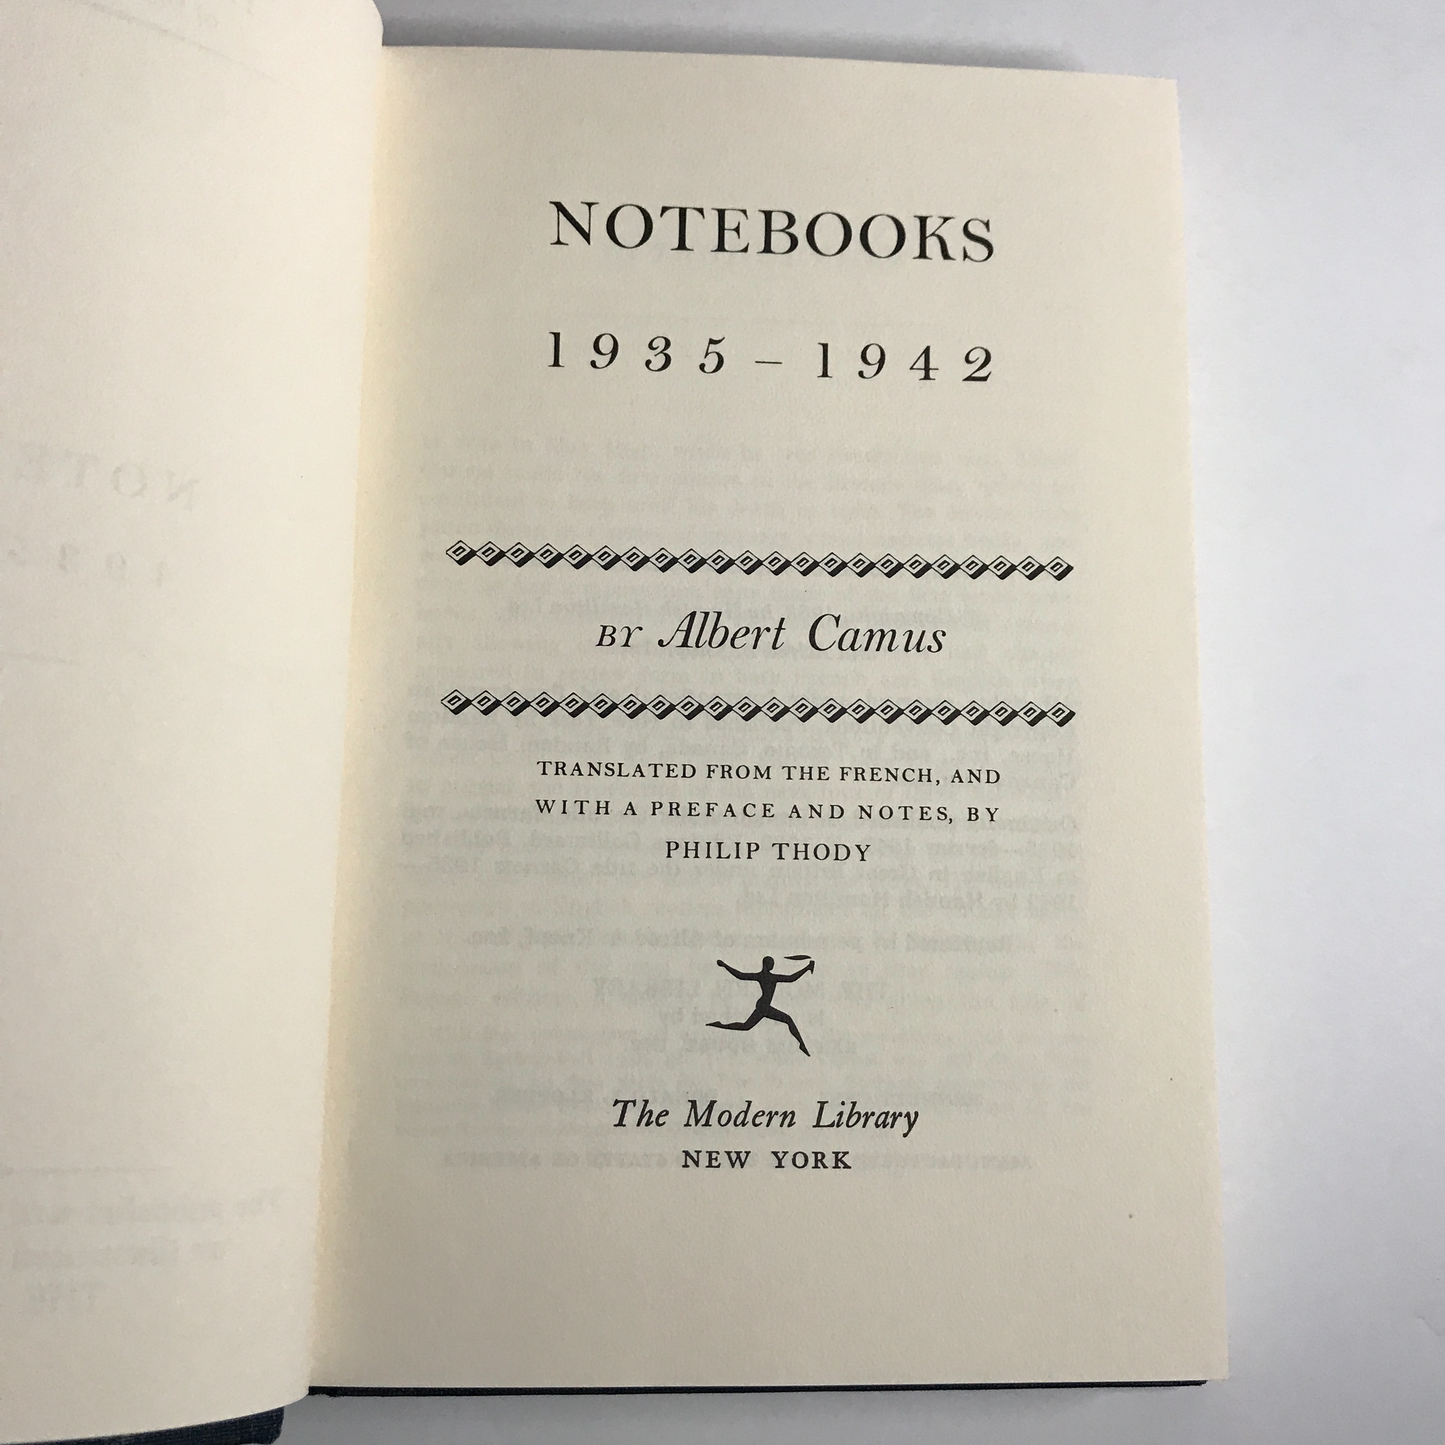 NOTEBOOKS
1935–1942
BY Albert Camus
TRANSLATED FROM THE FRENCH, AND
WITH A PREFACE AND NOTES, BY
PHILIP THODY
The Modern Library
NEW YORK